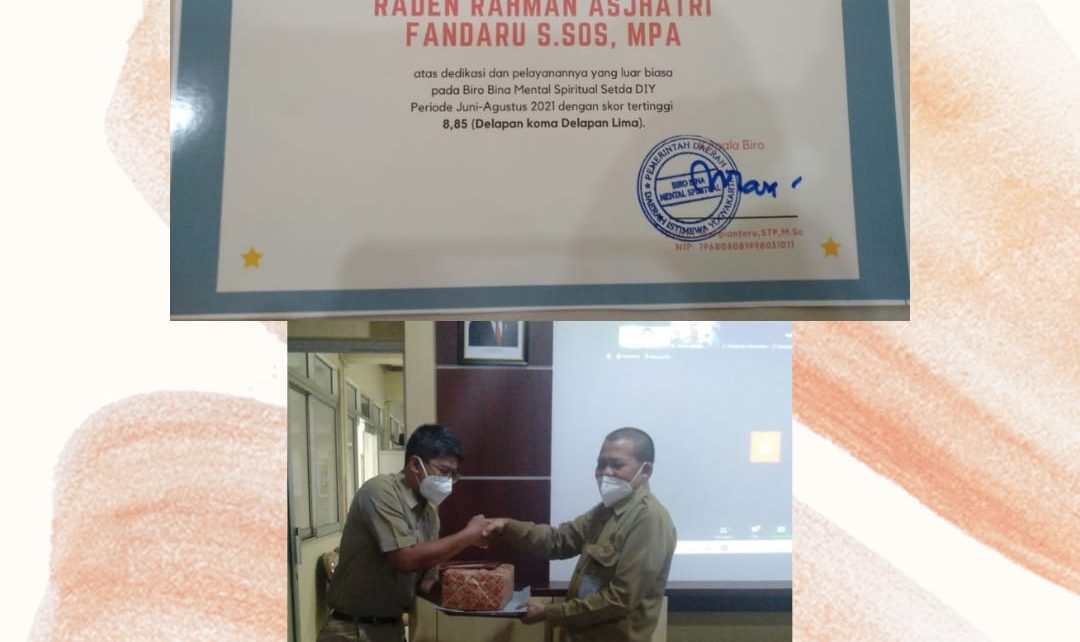 RADEN RAHMAN ASJHATRI
FANDARU S.SOS, MPA
atas dedikasi dan pelayanannya yang luar biasa
pada Biro Bina Mental Spiritual Setda DIY
Periode Juni-Agustus 2021 dengan skor tertinggi
8,85 (Delapan koma Delapan Lima).
Biro
PEMERINTAH DAERAH
BIRO BINA
MENTAL SPIRITUAL
DAERAH ISTIMEWA YOGYAKARTA
NIP. 196806081998031011